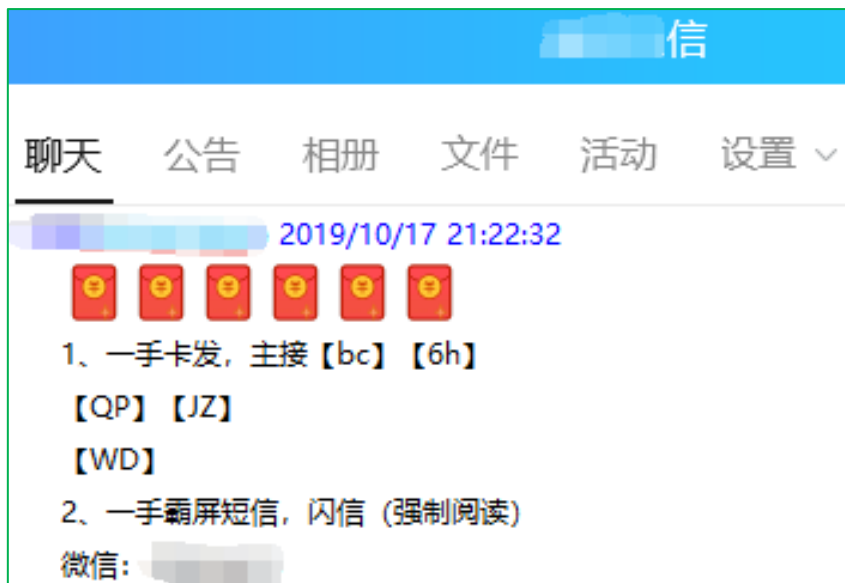 信
聊天 公告 相册 文件 活动 设置
2019/10/17 21:22:32
1、一手卡发，主接【bc】【6h】
【QP】【JZ】
【WD】
2、一手霸屏短信，闪信（强制阅读）
微信：